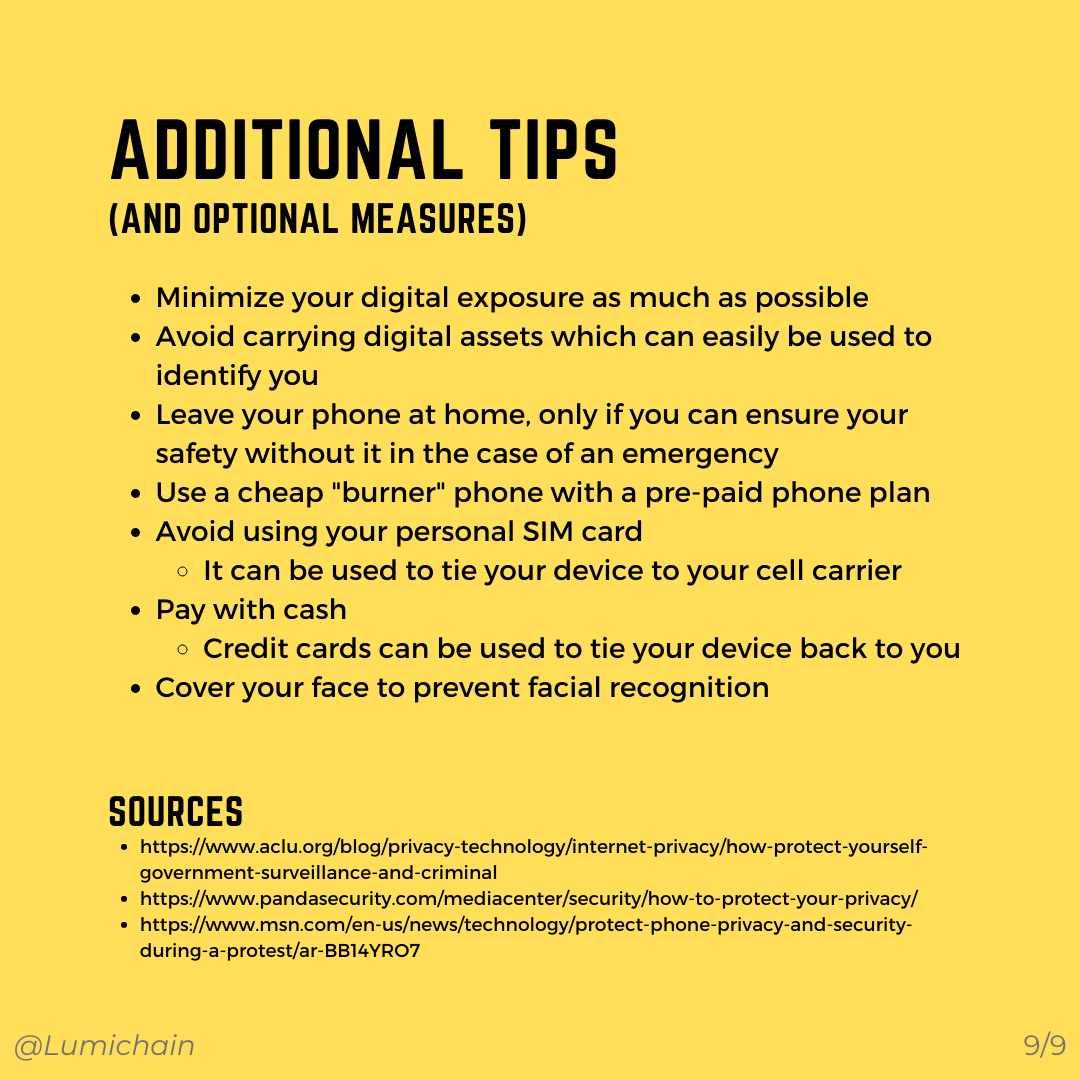 ADDITIONAL TIPS
(AND OPTIONAL MEASURES)
• Minimize your digital exposure as much as possible
• Avoid carrying digital assets which can easily be used to
identify you
• Leave your phone at home, only if you can ensure your
safety without it in the case of an emergency
• Use a cheap "burner" phone with a pre-paid phone plan
• Avoid using your personal SIM card
◦ It can be used to tie your device to your cell carrier
• Pay with cash
◦ Credit cards can be used to tie your device back to you
• Cover your face to prevent facial recognition
SOURCES
• https://www.aclu.org/blog/privacy-technology/internet-privacy/how-protect-yourself-
government-surveillance-and-criminal
• https://www.pandasecurity.com/mediacenter/security/how-to-protect-your-privacy/
• https://www.msn.com/en-us/news/technology/protect-phone-privacy-and-security-
during-a-protest/ar-BB14YRO7
@Lumichain
9/9